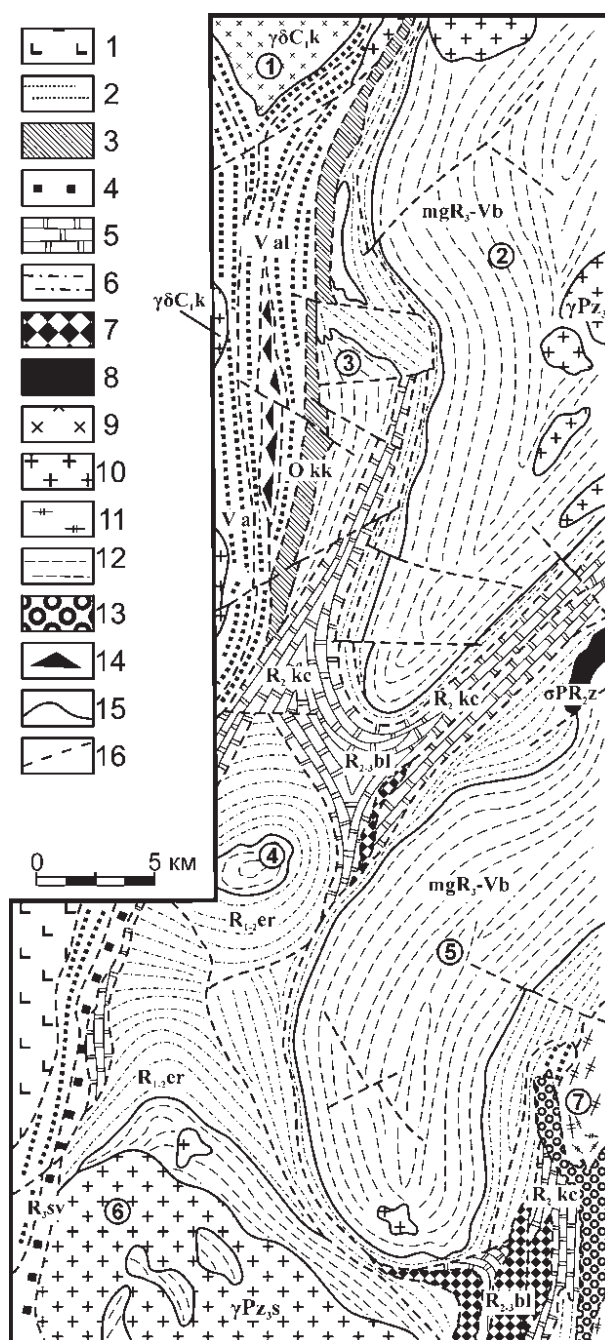 1
2
3
4
5
6
7
8
9
10
11
12
13
14
15
16
0 5 км
γδC₁k
1
mgR₃-Vb
2
V al
γδC₁k
γPz₃
3
O kk
V al
R₂ kc
R₂ kc
σPR₂z
R₂₋₃bl
4
mgR₃-Vb
R₁₋₂er
5
R₁₋₂er
7
R₃sv
6
R₂ kc
R₂₋₃bl
γPz₃s